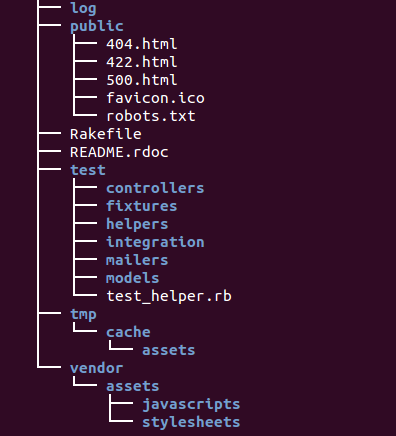 log
public
404.html
422.html
500.html
favicon.ico
robots.txt
Rakefile
README.rdoc
test
controllers
fixtures
helpers
integration
mailers
models
test_helper.rb
tmp
cache
assets
vendor
assets
javascripts
stylesheets